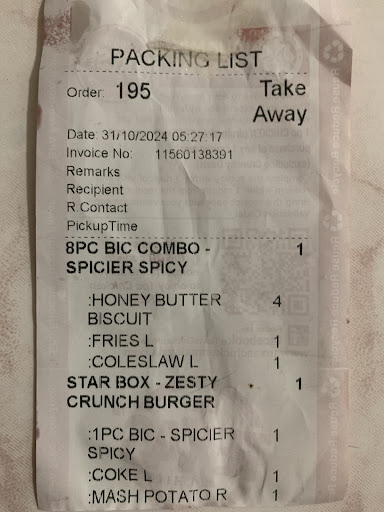 PACKING LIST
Order: 195 Take
Away
Date: 31/10/2024 05:27:17
Invoice No: 11560138391
Remarks
Recipient
R.Contact
PickupTime
8PC BIC COMBO - 1
SPICIER SPICY
:HONEY BUTTER 4
BISCUIT
:FRIES L 1
:COLESLAW L 1
STAR BOX - ZESTY 1
CRUNCH BURGER
:1PC BIC - SPICIER 1
SPICY
:COKE L 1
:MASH POTATO R 1